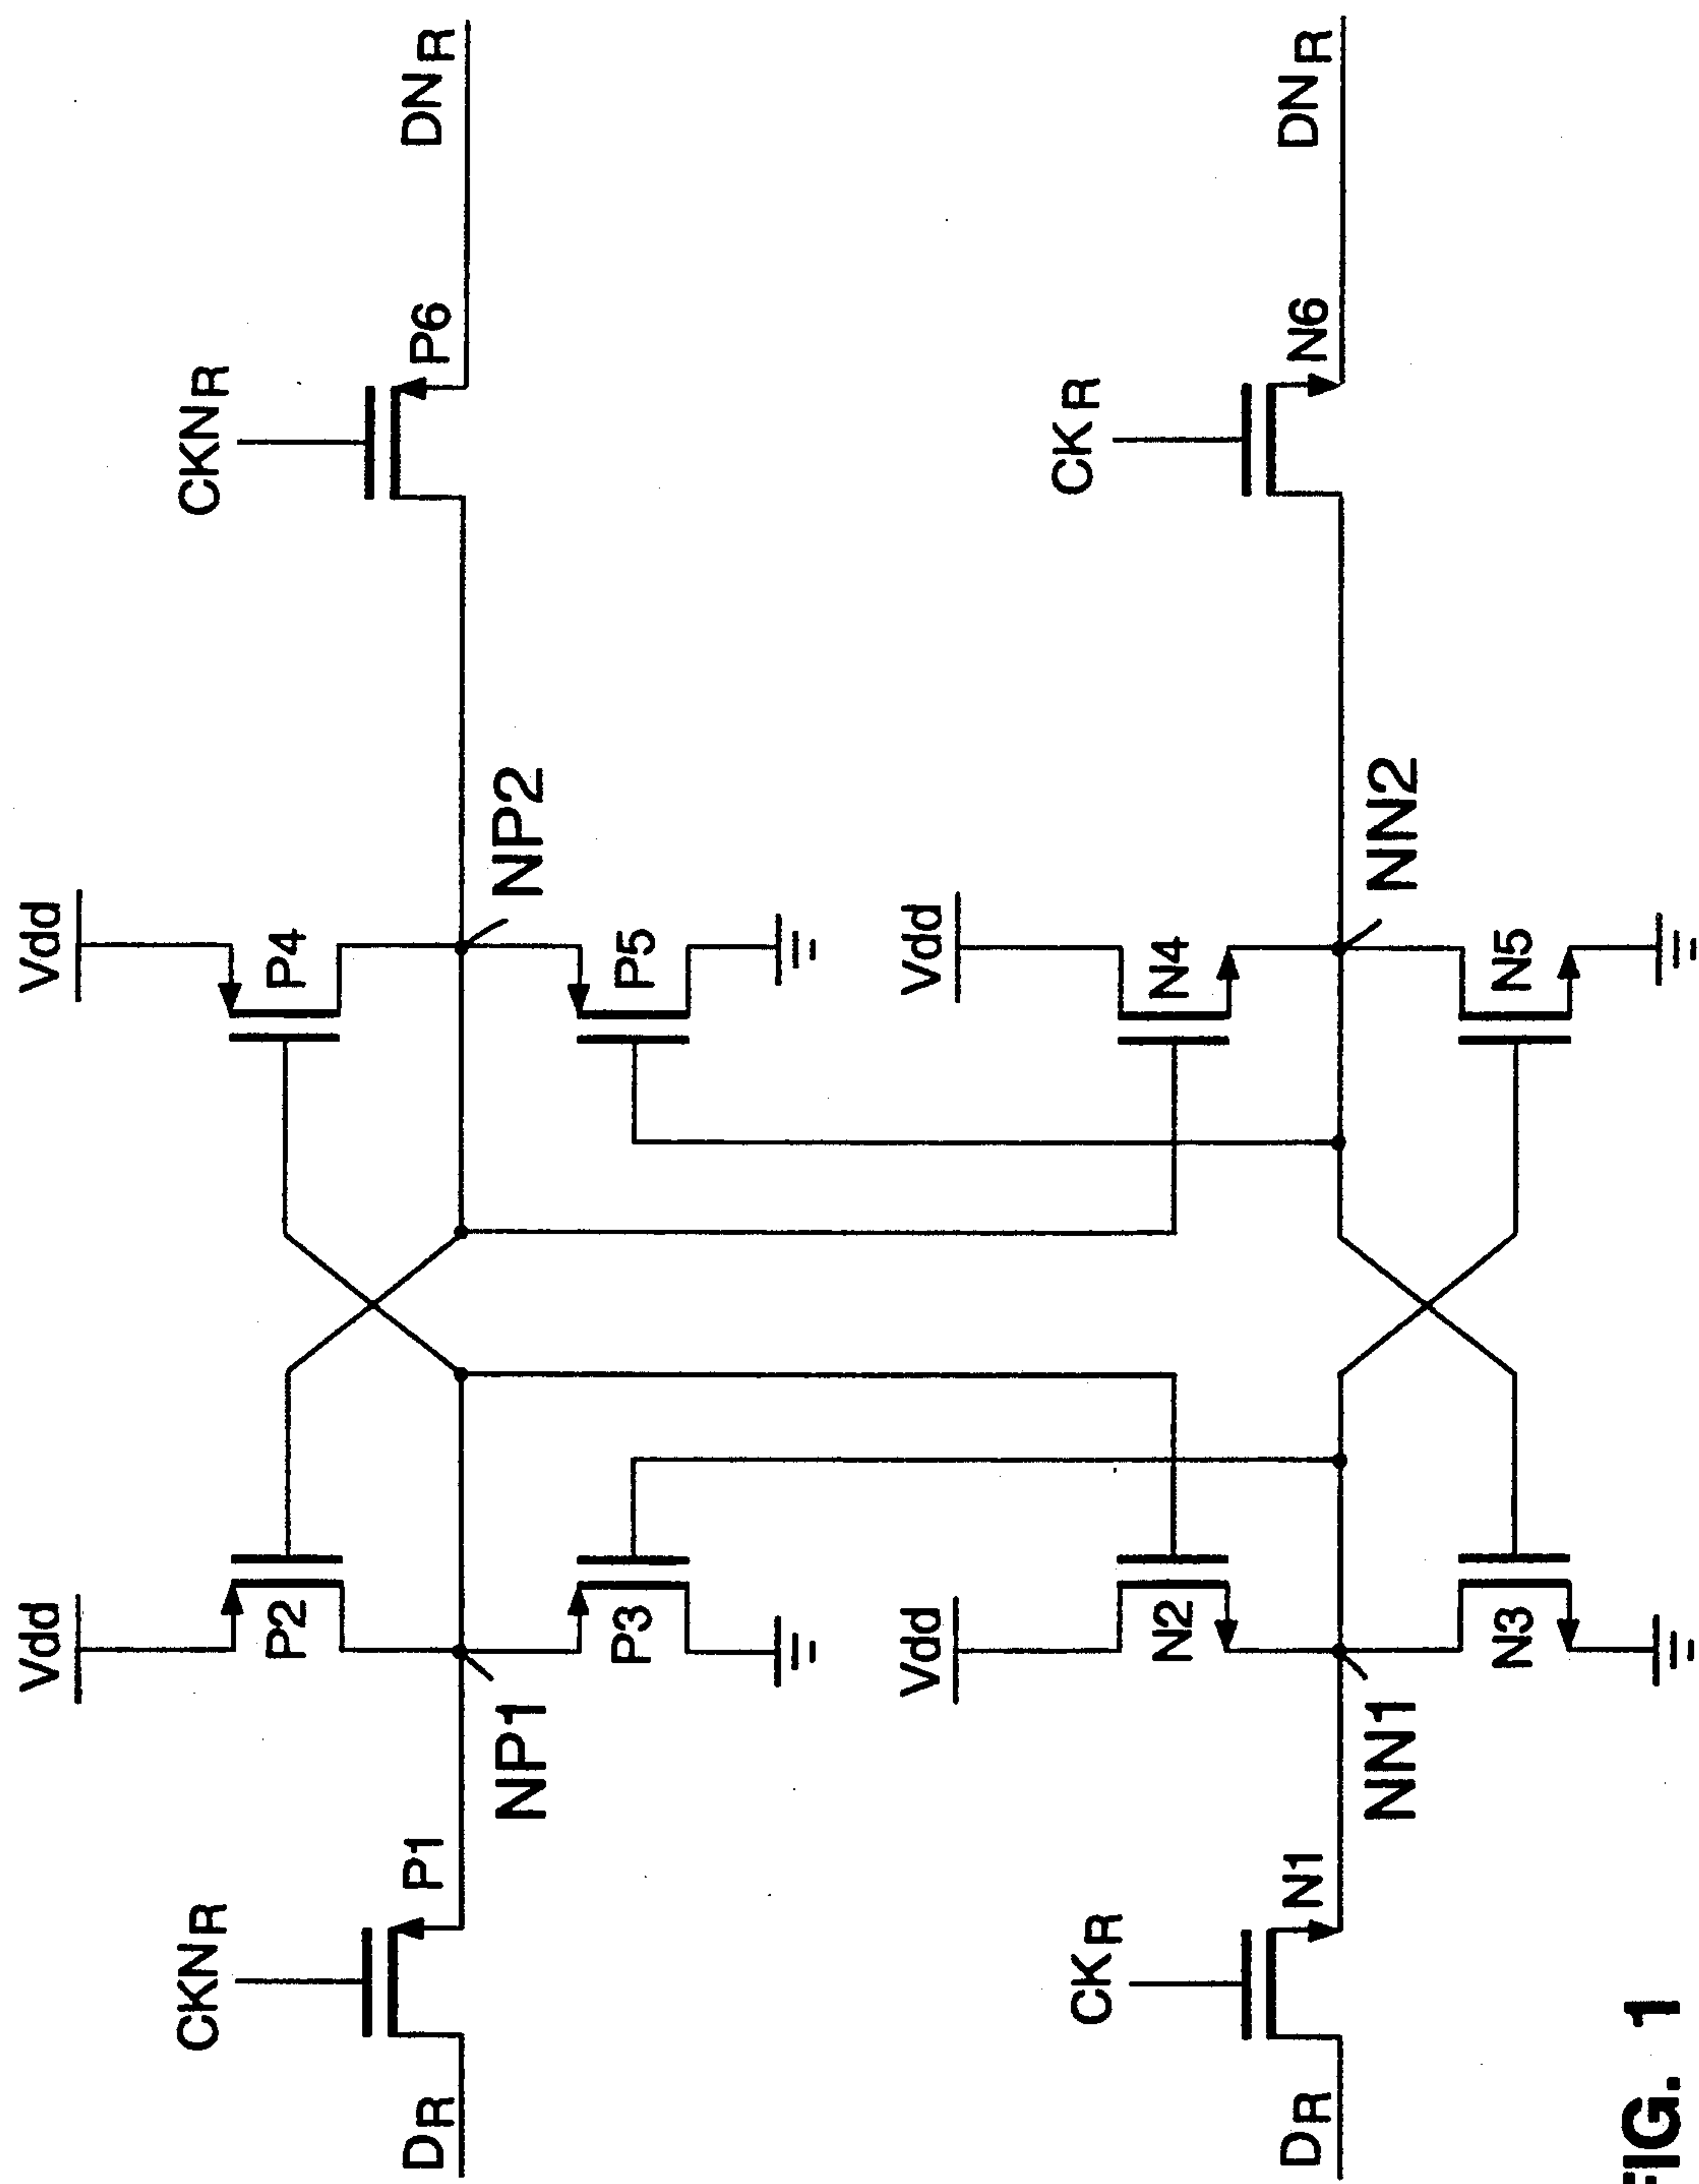 Vdd
Vdd
CKNR
P2
P4
CKNR
DR
P1
P6
DNR
NP1
NP2
P3
P5
Vdd
Vdd
CKR
N2
N4
CKR
DR
N1
N6
DNR
NN1
NN2
N3
N5
FIG. 1